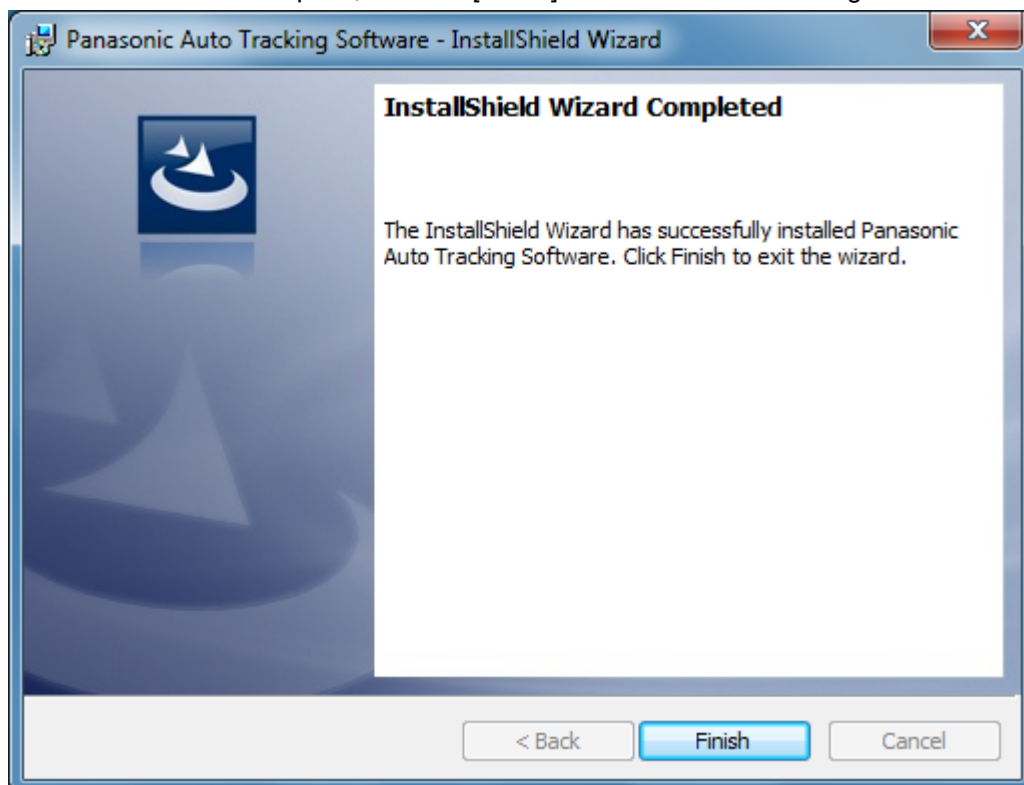 Panasonic Auto Tracking Software - InstallShield Wizard
InstallShield Wizard Completed
The InstallShield Wizard has successfully installed Panasonic
Auto Tracking Software. Click Finish to exit the wizard.
< Back
Finish
Cancel